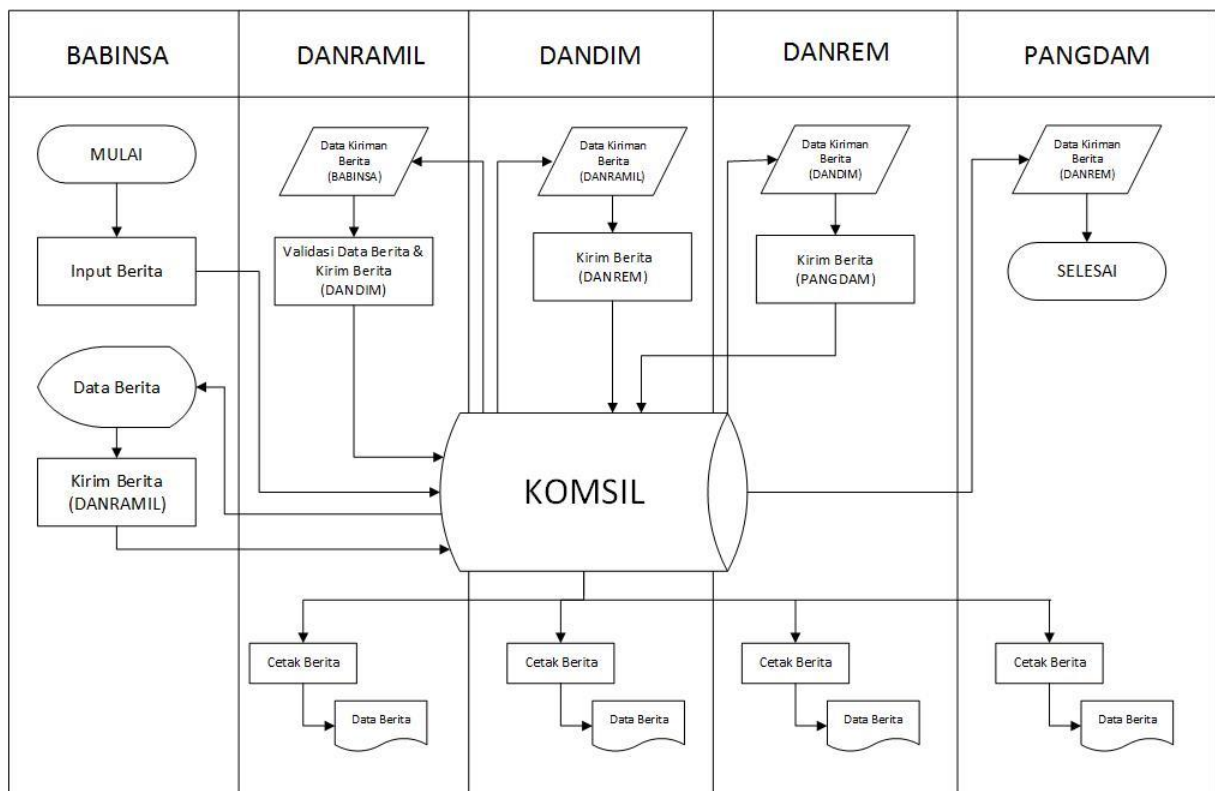 BABINSA
DANRAMIL
DANDIM
DANREM
PANGDAM
MULAI
Input Berita
Data Berita
Kirim Berita
(DANRAMIL)
Data Kiriman
Berita
(BABINSA)
Validasi Data Berita &
Kirim Berita
(DANDIM)
Data Kiriman
Berita
(DANRAMIL)
Kirim Berita
(DANREM)
Data Kiriman
Berita
(DANDIM)
Kirim Berita
(PANGDAM)
Data Kiriman
Berita
(DANREM)
SELESAI
KOMSIL
Cetak Berita
Data Berita
Cetak Berita
Data Berita
Cetak Berita
Data Berita
Cetak Berita
Data Berita